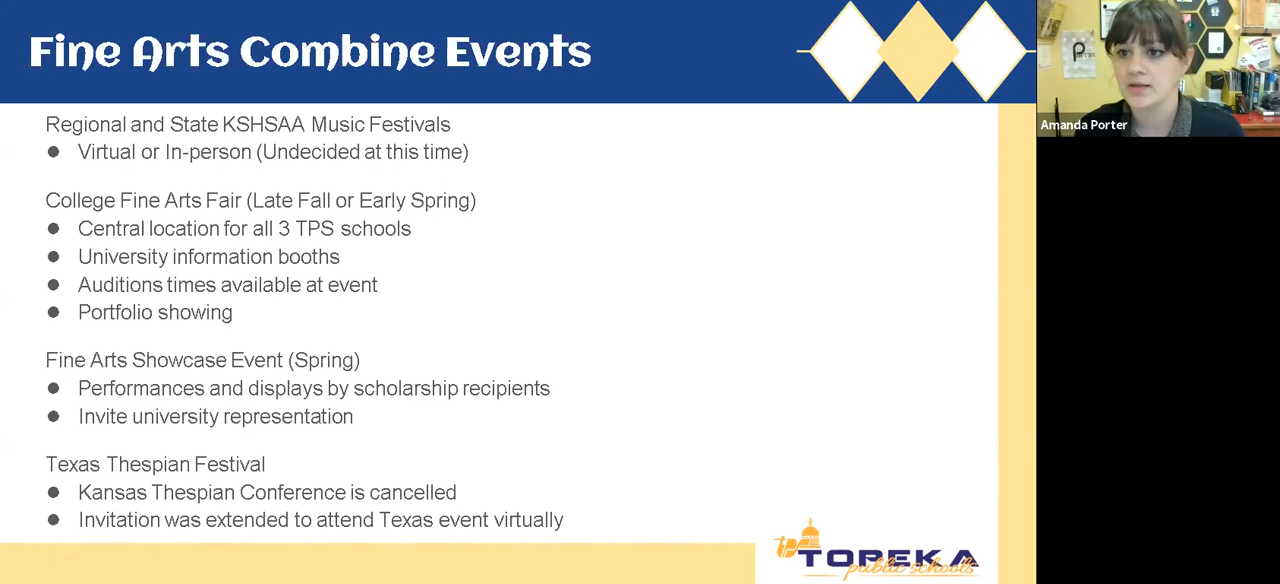 Fine Arts Combine Events
Amanda Porter
Regional and State KSHSAA Music Festivals
● Virtual or In-person (Undecided at this time)
College Fine Arts Fair (Late Fall or Early Spring)
● Central location for all 3 TPS schools
● University information booths
● Auditions times available at event
● Portfolio showing
Fine Arts Showcase Event (Spring)
● Performances and displays by scholarship recipients
● Invite university representation
Texas Thespian Festival
● Kansas Thespian Conference is cancelled
● Invitation was extended to attend Texas event virtually
tps TOPEKA
public schools